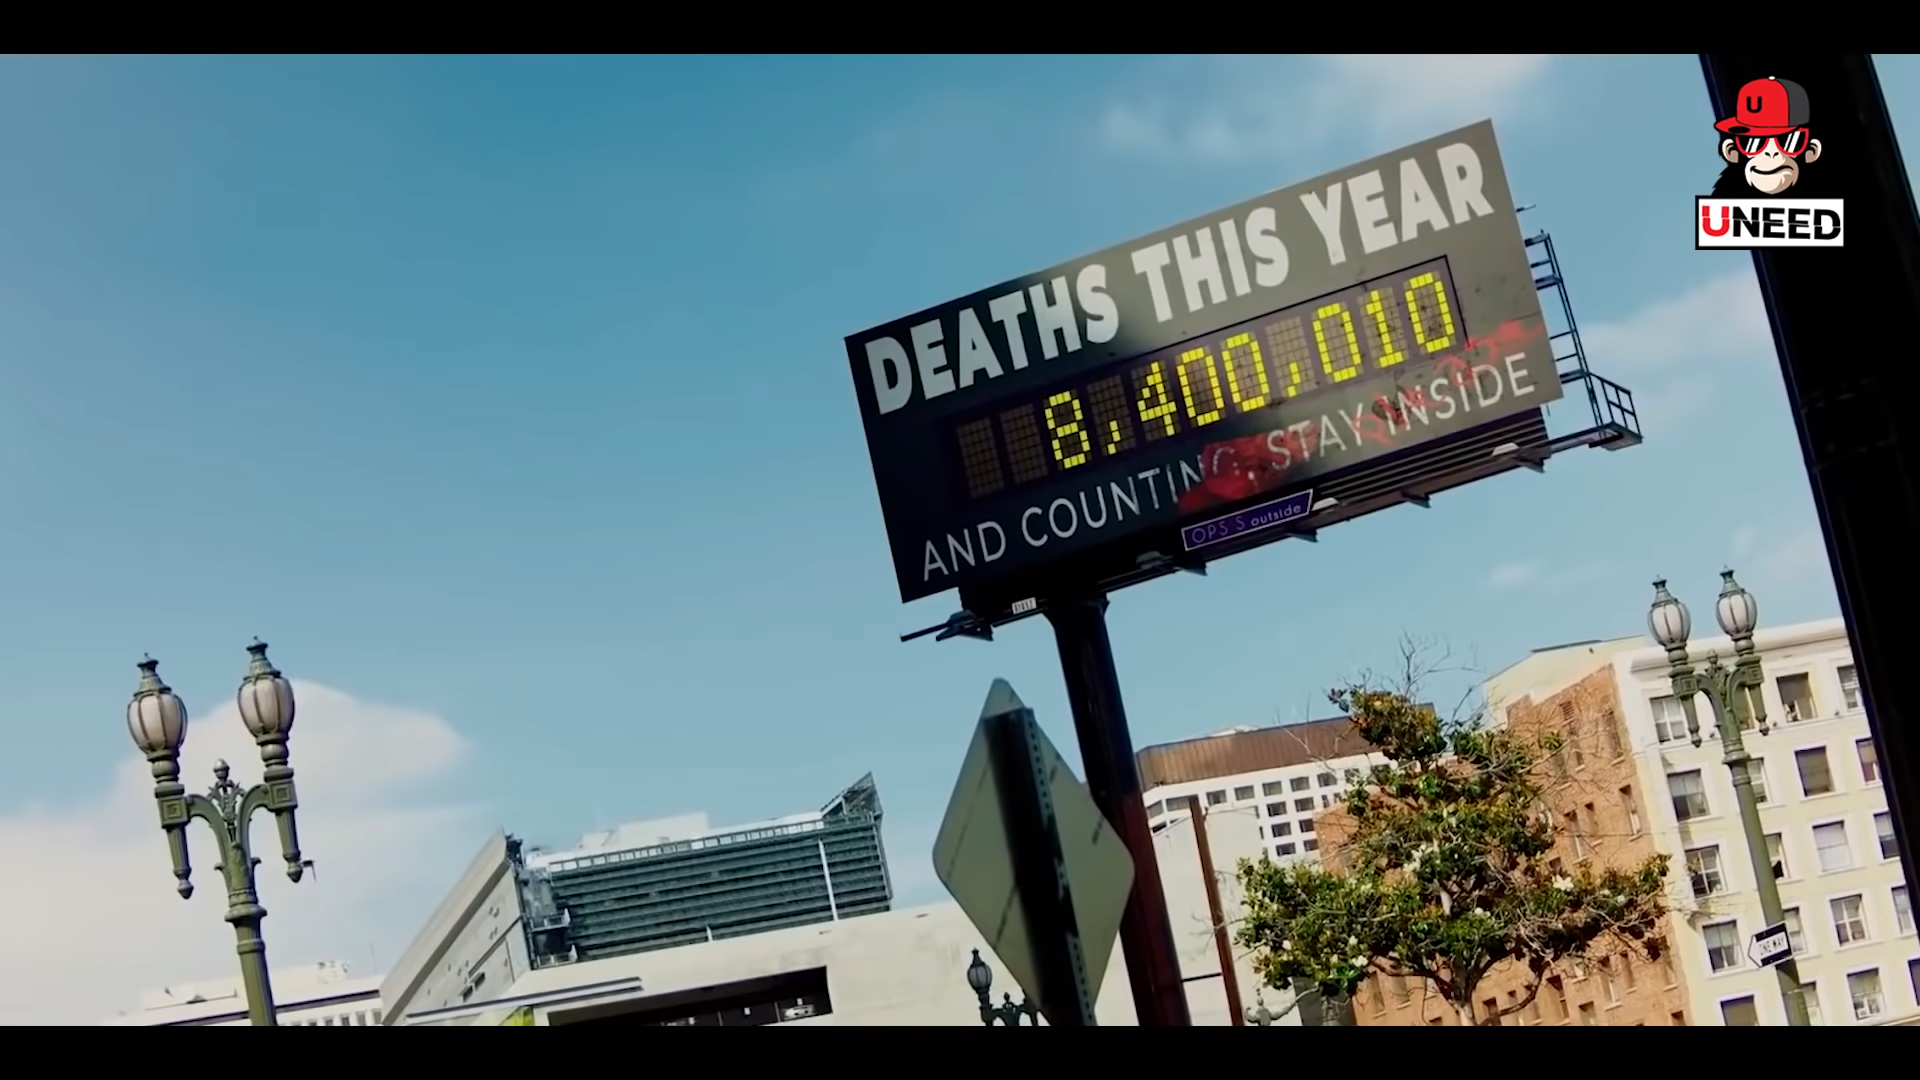 U
UNEED
DEATHS THIS YEAR
8,400,010
AND COUNTING, STAY INSIDE
OPS S outside
ONE WAY